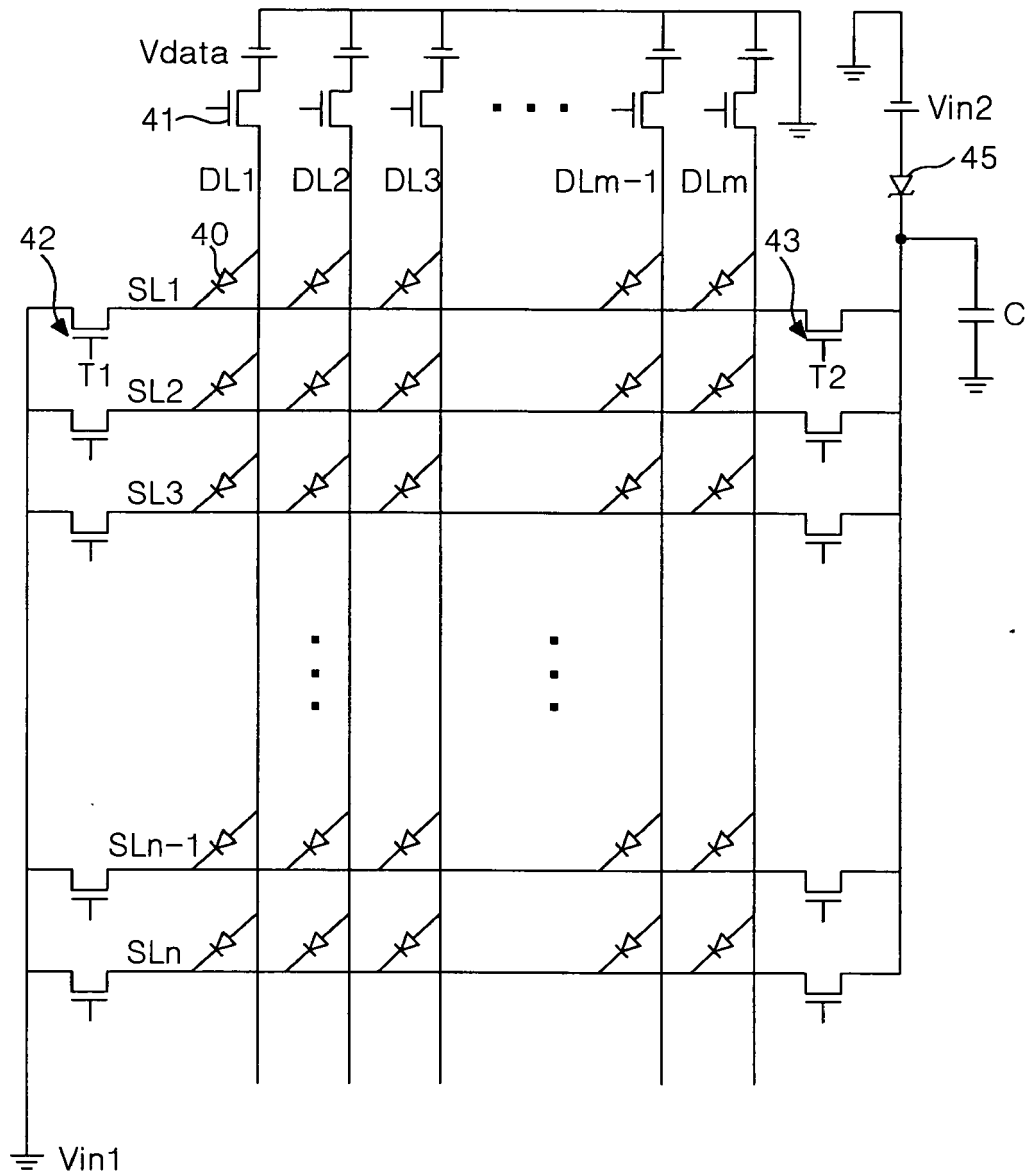 Vdata
Vin2
41
45
DL1 DL2 DL3 DLm-1 DLm
42
40
43
SL1
C
T1
T2
SL2
SL3
SLn-1
SLn
Vin1